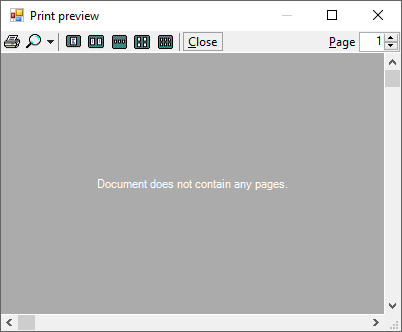 Print preview
Close
Page 1
Document does not contain any pages.